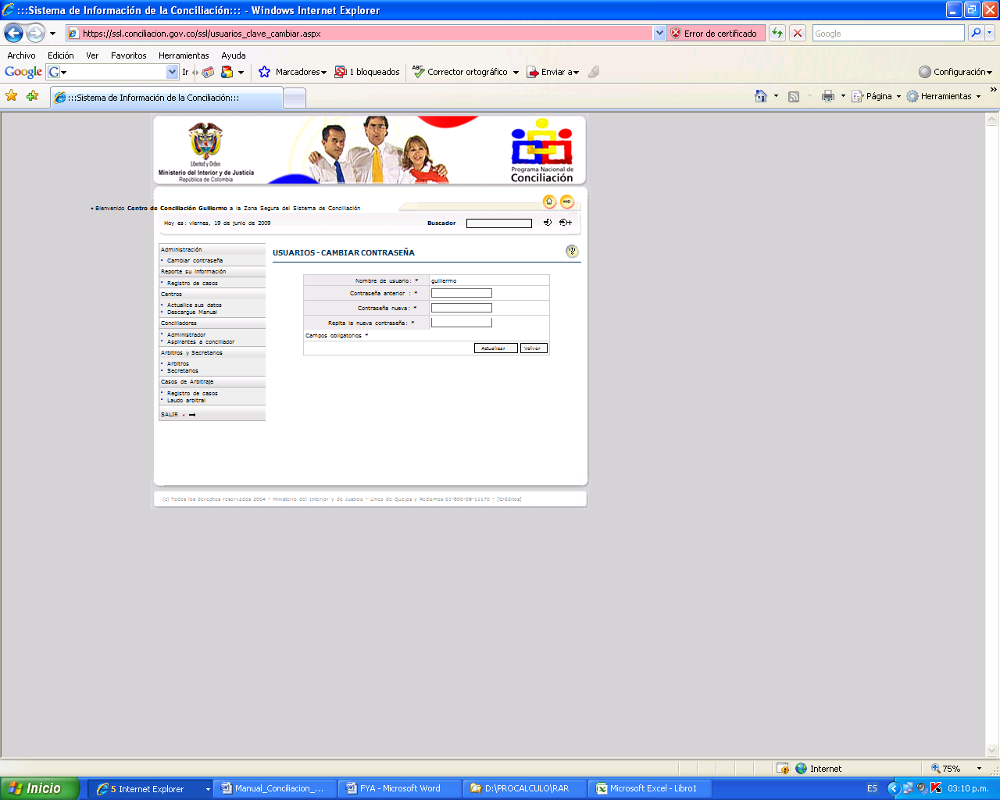 :::Sistema de Información de la Conciliación::: - Windows Internet Explorer
https://ssl.conciliacion.gov.co/ssl/usuarios_clave_cambiar.aspx
Error de certificado
Google
Archivo Edición Ver Favoritos Herramientas Ayuda
Google G Ir Marcadores 1 bloqueados ABC Corrector ortográfico Enviar a Configuración
:::Sistema de Información de la Conciliación:::
Página Herramientas
Libertad y Orden
Ministerio del Interior y de Justicia
República de Colombia
Programa Nacional de
Conciliación
• Bienvenido Centro de Conciliación Guillermo a la Zona Segura del Sistema de Conciliación
Hoy es: viernes, 19 de junio de 2009
Buscador
Administración
Cambiar contraseña
Reporte su información
Registro de casos
Centros
Actualice sus datos
Descargue Manual
Conciliadores
Administrador
Aspirantes a conciliador
Arbitros y Secretarios
Arbitros
Secretarios
Casos de Arbitraje
Registro de casos
Laudo arbitral
SALIR
USUARIOS - CAMBIAR CONTRASEÑA
Nombre de usuario: * guillermo
Contraseña anterior : *
Contraseña nueva: *
Repita la nueva contraseña: *
Campos obligatorios *
Actualizar Volver
(c) Todos los derechos reservados 2004 - Ministerio del Interior y de Justicia - Línea de Quejas y Reclamos 01-800-09-11170 - [Créditos]
Internet
75%
Inicio
5 Internet Explorer
Manual_Conciliacion_...
FYA - Microsoft Word
D:\PROCALCULO\RAR
Microsoft Excel - Libro1
ES
03:10 p.m.